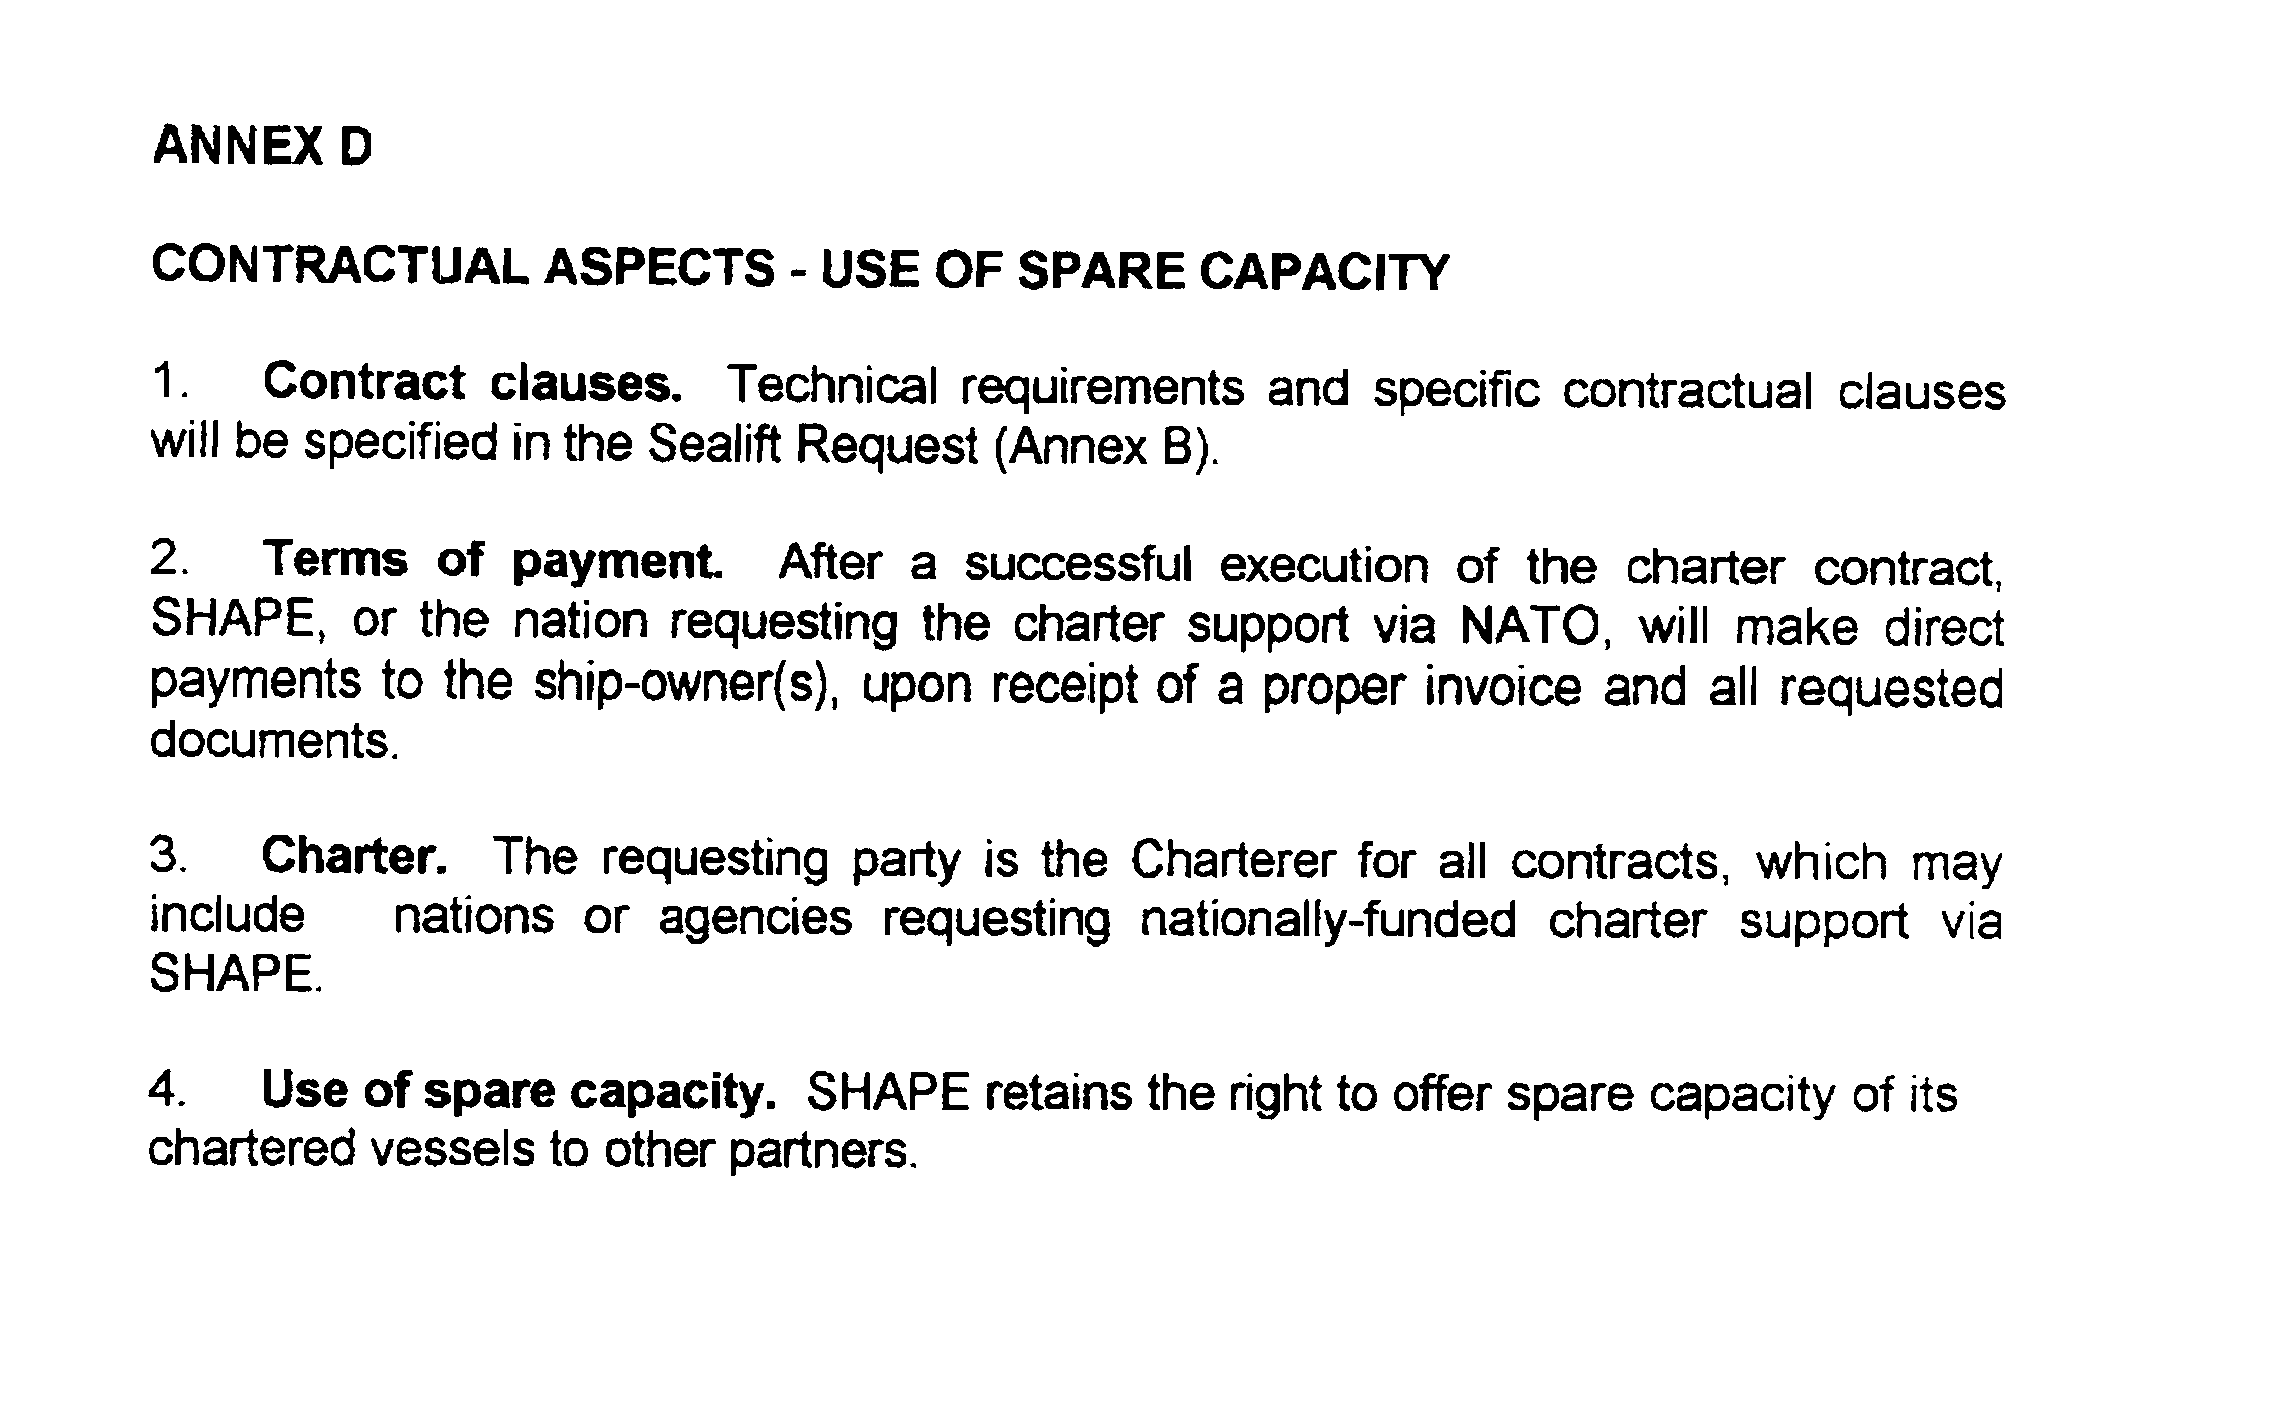 ANNEX D
CONTRACTUAL ASPECTS - USE OF SPARE CAPACITY
1. Contract clauses. Technical requirements and specific contractual clauses
will be specified in the Sealift Request (Annex B).
2. Terms of payment. After a successful execution of the charter contract,
SHAPE, or the nation requesting the charter support via NATO, will make direct
payments to the ship-owner(s), upon receipt of a proper invoice and all requested
documents.
3. Charter. The requesting party is the Charterer for all contracts, which may
include nations or agencies requesting nationally-funded charter support via
SHAPE.
4. Use of spare capacity. SHAPE retains the right to offer spare capacity of its
chartered vessels to other partners.